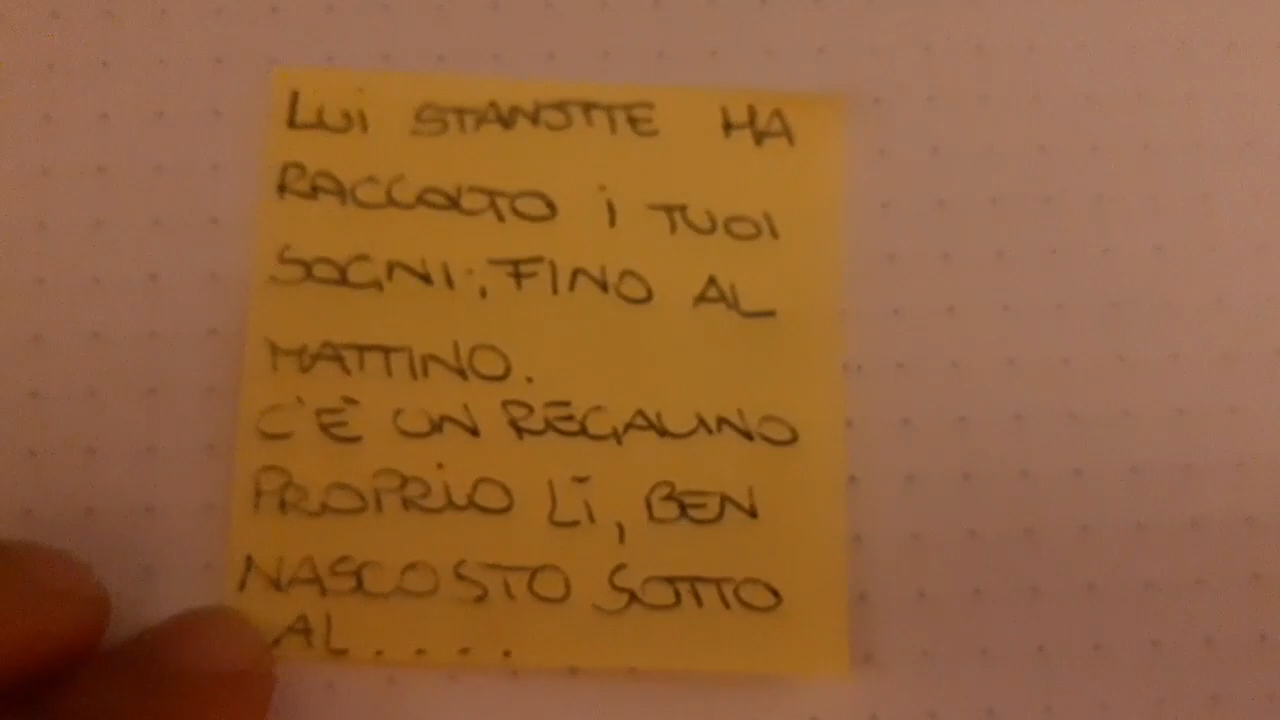 LUi STANOTTE HA
RACCOLTO i TUOI
SOGNI, FINO AL
MATTINO.
C'È UN REGALINO
PROPRiO Lì, BEN
NASCOSTO SOTTO
AL....